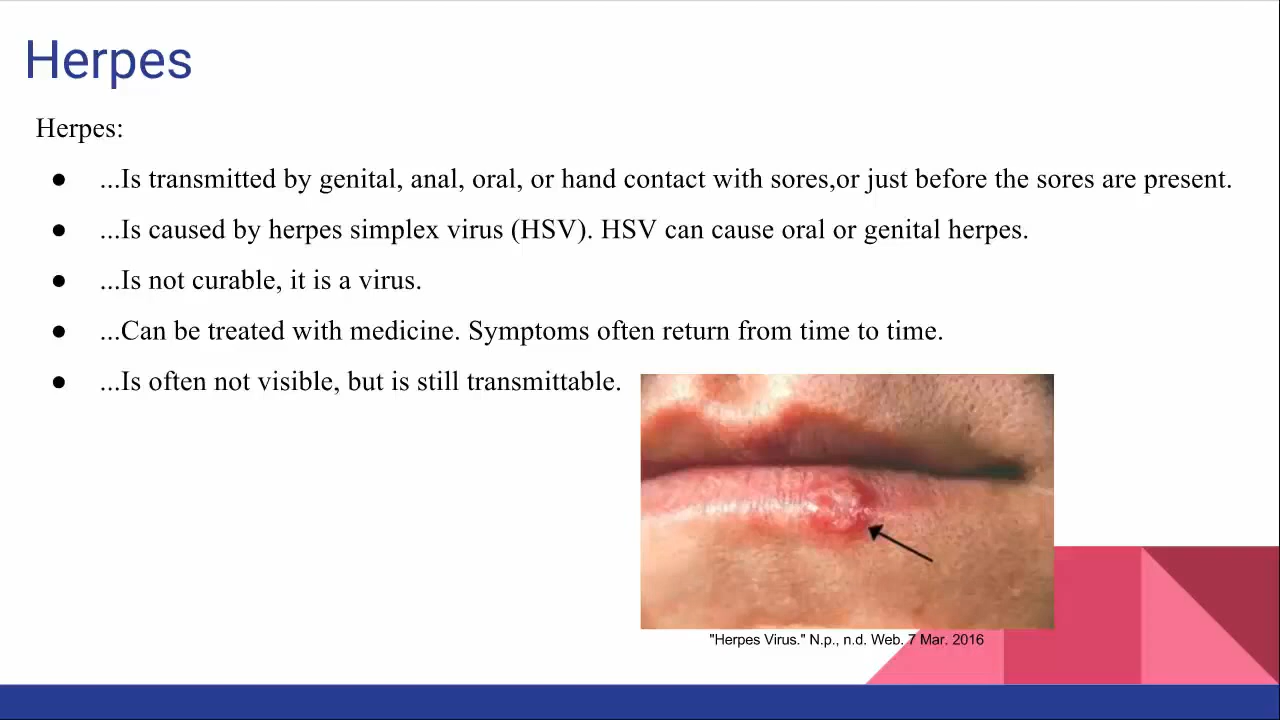 Herpes
Herpes:
● ...Is transmitted by genital, anal, oral, or hand contact with sores,or just before the sores are present.
● ...Is caused by herpes simplex virus (HSV). HSV can cause oral or genital herpes.
● ...Is not curable, it is a virus.
● ...Can be treated with medicine. Symptoms often return from time to time.
● ...Is often not visible, but is still transmittable.
"Herpes Virus." N.p., n.d. Web. 7 Mar. 2016